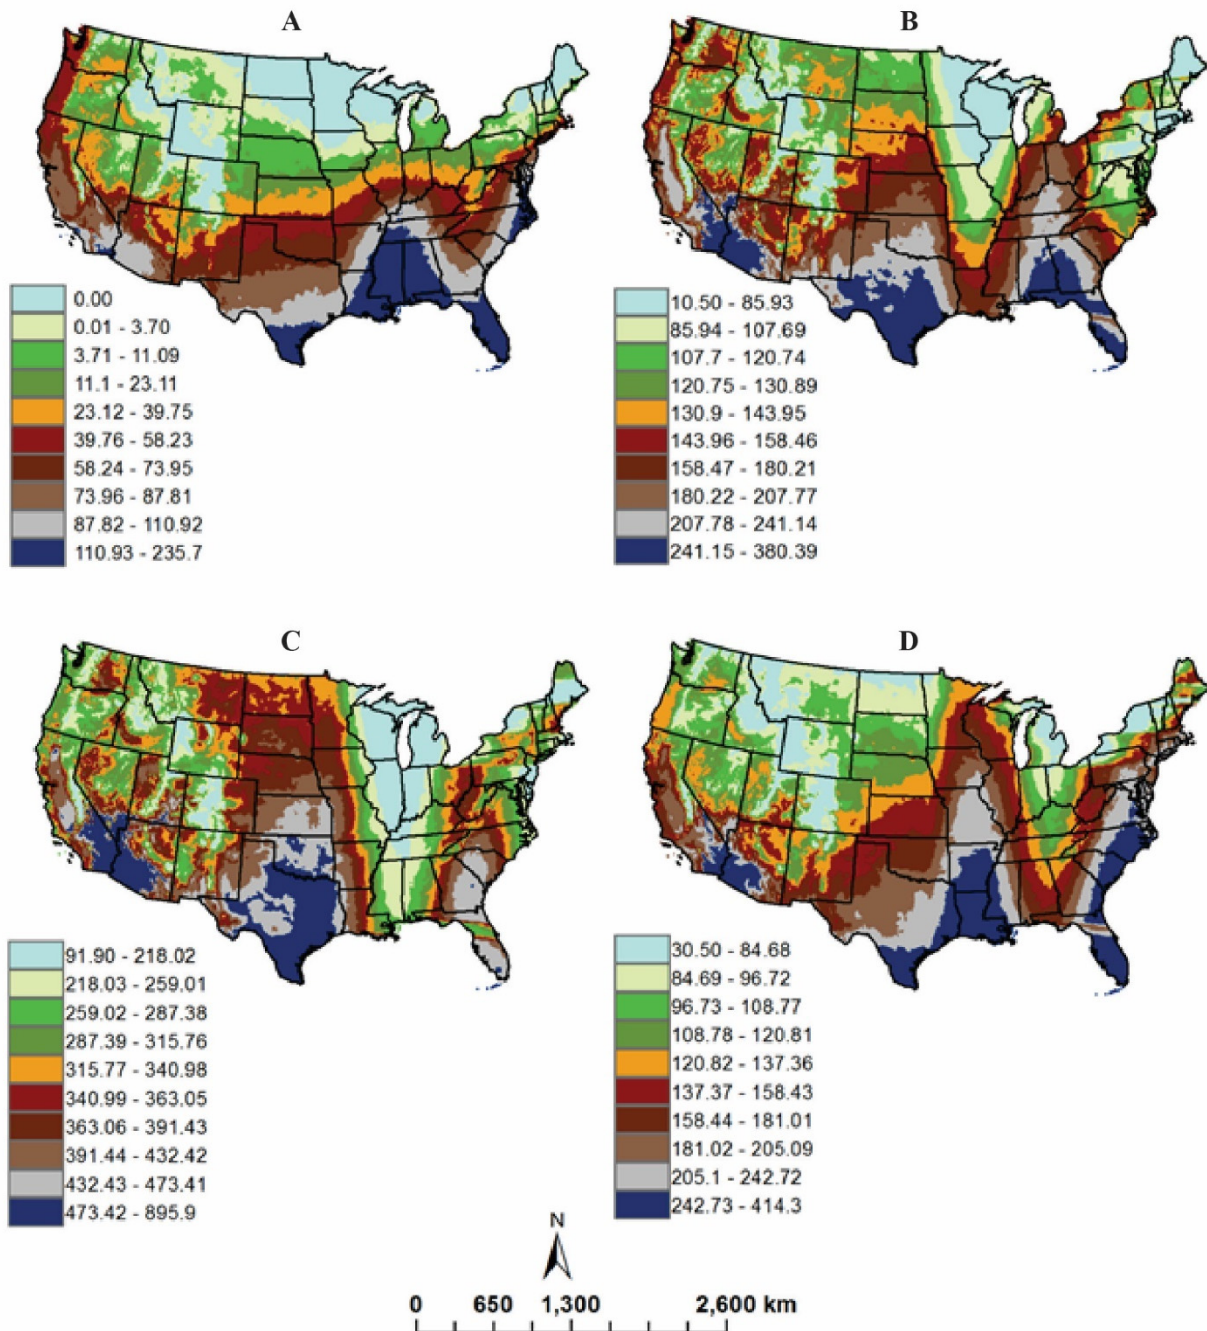 A
0.00
0.01 - 3.70
3.71 - 11.09
11.1 - 23.11
23.12 - 39.75
39.76 - 58.23
58.24 - 73.95
73.96 - 87.81
87.82 - 110.92
110.93 - 235.7
B
10.50 - 85.93
85.94 - 107.69
107.7 - 120.74
120.75 - 130.89
130.9 - 143.95
143.96 - 158.46
158.47 - 180.21
180.22 - 207.77
207.78 - 241.14
241.15 - 380.39
C
91.90 - 218.02
218.03 - 259.01
259.02 - 287.38
287.39 - 315.76
315.77 - 340.98
340.99 - 363.05
363.06 - 391.43
391.44 - 432.42
432.43 - 473.41
473.42 - 895.9
D
30.50 - 84.68
84.69 - 96.72
96.73 - 108.77
108.78 - 120.81
120.82 - 137.36
137.37 - 158.43
158.44 - 181.01
181.02 - 205.09
205.1 - 242.72
242.73 - 414.3
N
0 650 1,300 2,600 km